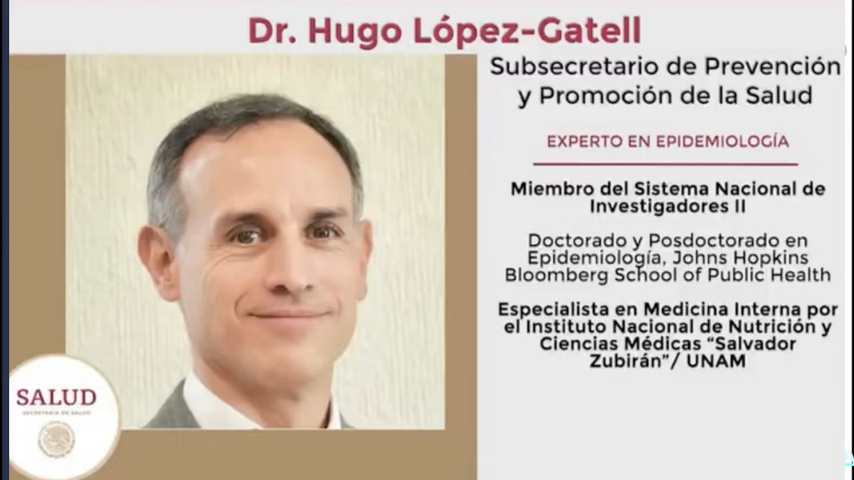 Dr. Hugo López-Gatell
Subsecretario de Prevención
y Promoción de la Salud
EXPERTO EN EPIDEMIOLOGÍA
Miembro del Sistema Nacional de
Investigadores II
Doctorado y Posdoctorado en
Epidemiología, Johns Hopkins
Bloomberg School of Public Health
Especialista en Medicina Interna por
el Instituto Nacional de Nutrición y
Ciencias Médicas “Salvador
Zubirán”/ UNAM
SALUD
SECRETARÍA DE SALUD